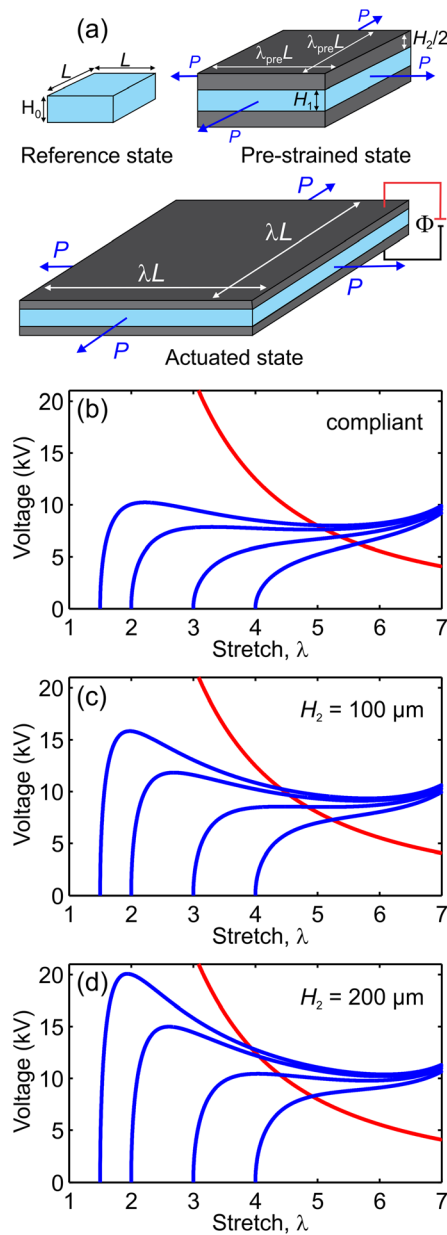 (a)
P
λpreL
λpreL
H2/2
L
L
H0
P
P
H1
P
Reference state
Pre-strained state
P
λL
Φ
P
λL
P
P
Actuated state
(b)
compliant
Voltage (kV)
20
15
10
5
0
1 2 3 4 5 6 7
Stretch, λ
(c)
H2 = 100 μm
Voltage (kV)
20
15
10
5
0
1 2 3 4 5 6 7
Stretch, λ
(d)
H2 = 200 μm
Voltage (kV)
20
15
10
5
0
1 2 3 4 5 6 7
Stretch, λ